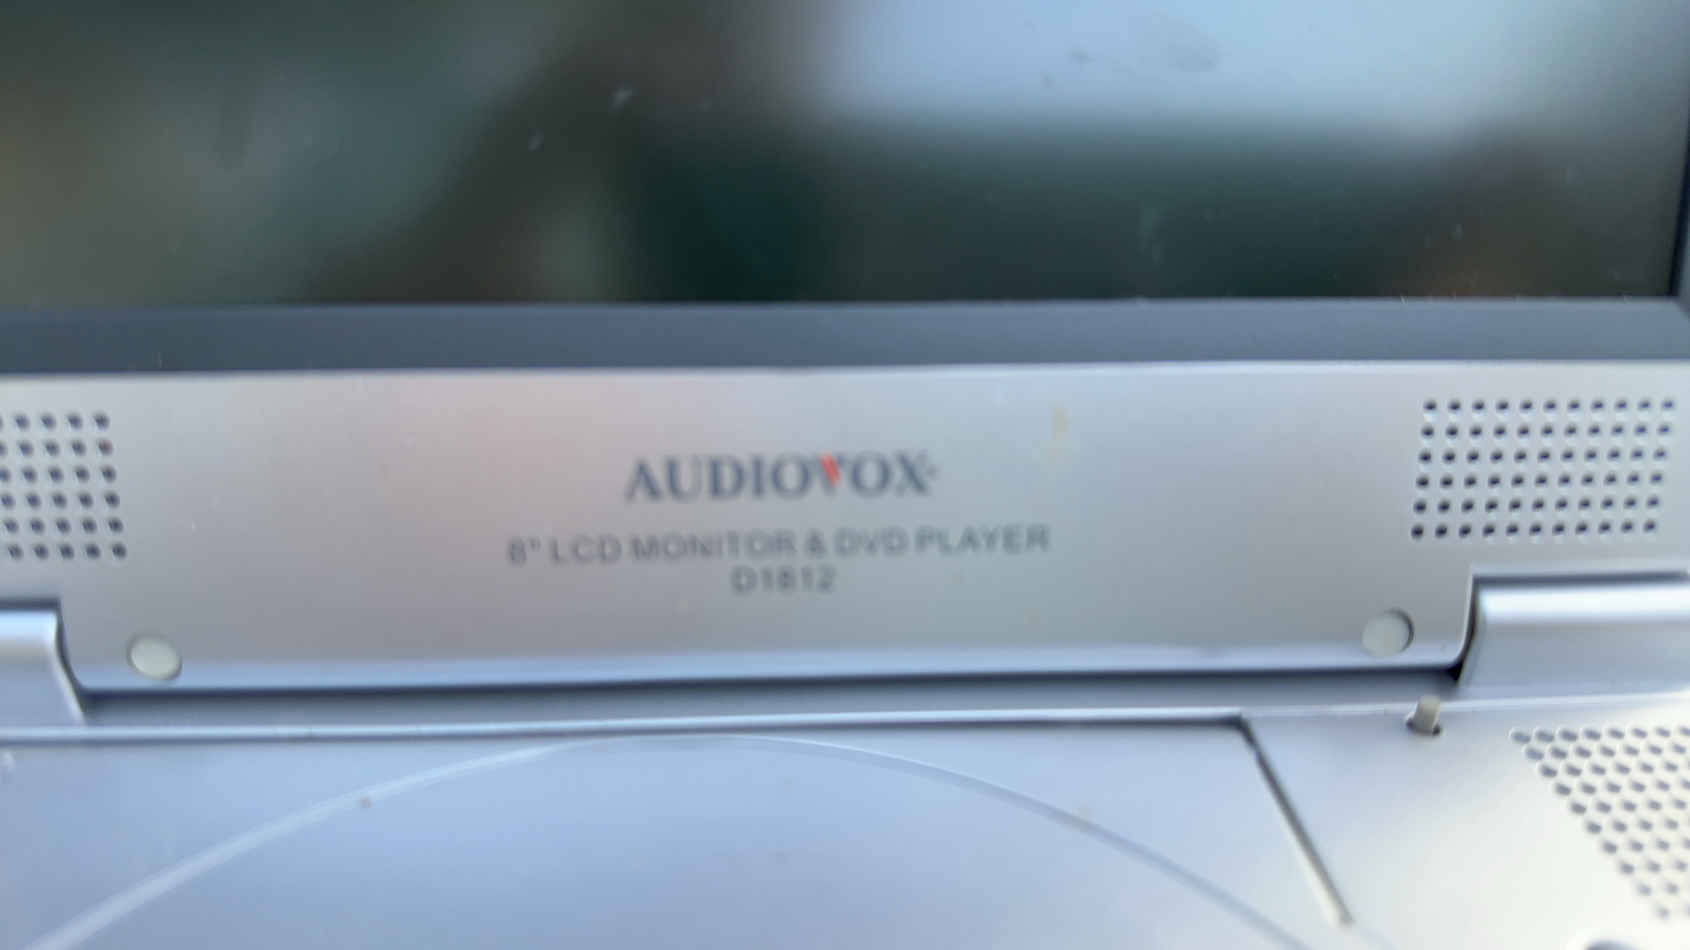 AUDIOVOX
8" LCD MONITOR & DVD PLAYER
D1812